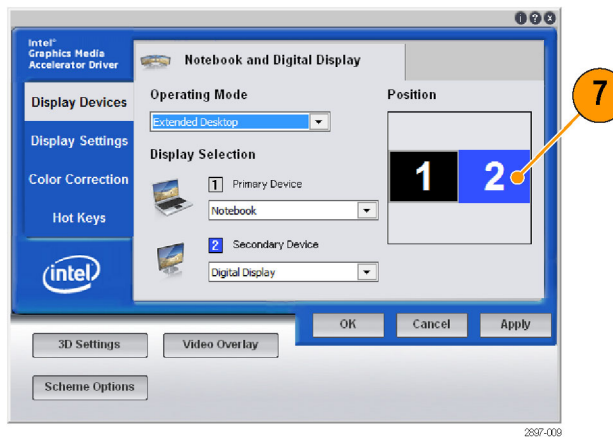 Intel®
Graphics Media
Accelerator Driver
Notebook and Digital Display
Display Devices
Display Settings
Color Correction
Hot Keys
intel
Operating Mode
Extended Desktop
Display Selection
1 Primary Device
Notebook
2 Secondary Device
Digital Display
Position
1 2
7
OK Cancel Apply
3D Settings Video Overlay
Scheme Options
2897-009